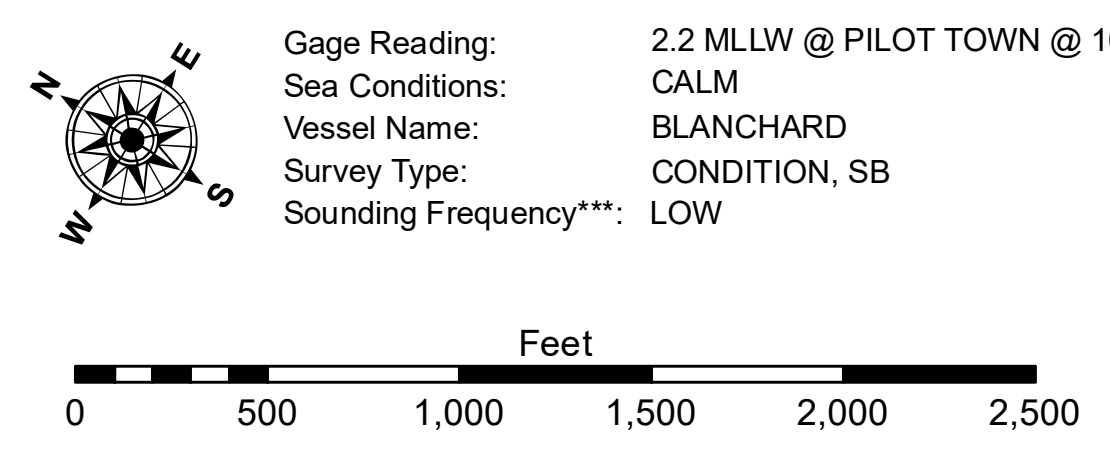 N
E
S
W
Gage Reading: 2.2 MLLW @ PILOT TOWN @
Sea Conditions: CALM
Vessel Name: BLANCHARD
Survey Type: CONDITION, SB
Sounding Frequency***: LOW
Feet
0 500 1,000 1,500 2,000 2,500